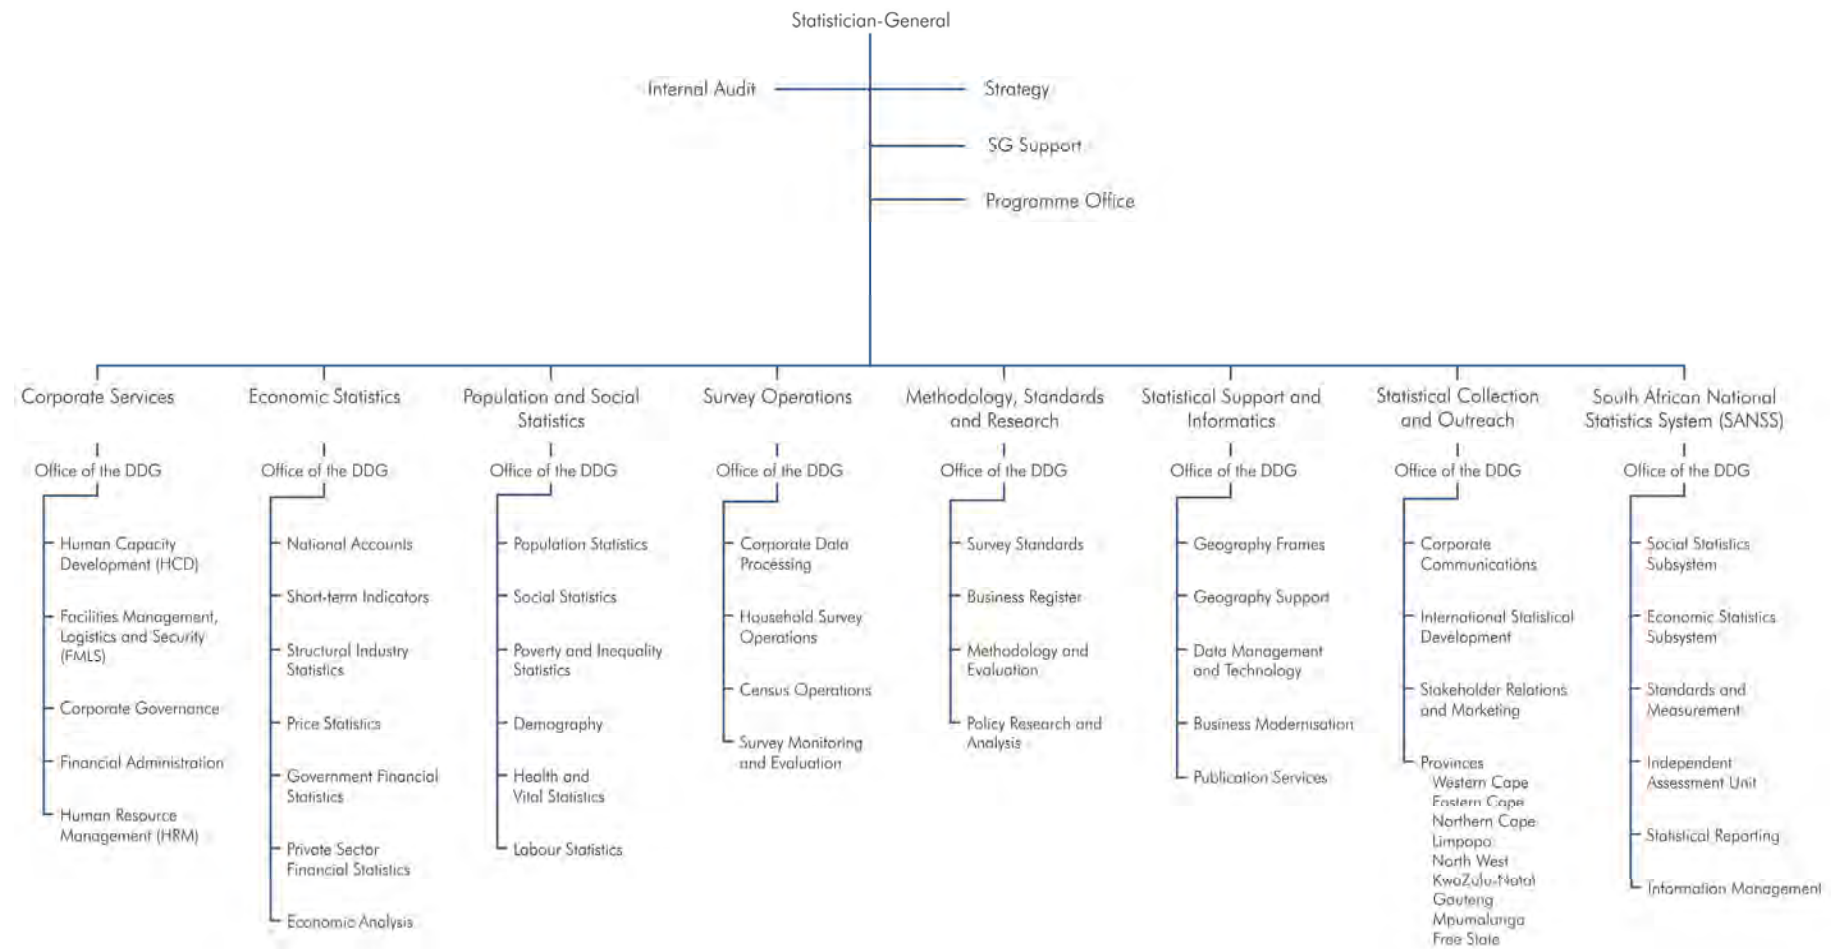 Statistician-General
Internal Audit
Strategy
SG Support
Programme Office
Corporate Services
Office of the DDG
Human Capacity
Development (HCD)
Facilities Management,
Logistics and Security
(FMLS)
Corporate Governance
Financial Administration
Human Resource
Management (HRM)
Economic Statistics
Office of the DDG
National Accounts
Short-term Indicators
Structural Industry
Statistics
Price Statistics
Government Financial
Statistics
Private Sector
Financial Statistics
Economic Analysis
Population and Social
Statistics
Office of the DDG
Population Statistics
Social Statistics
Poverty and Inequality
Statistics
Demography
Health and
Vital Statistics
Labour Statistics
Survey Operations
Office of the DDG
Corporate Data
Processing
Household Survey
Operations
Census Operations
Survey Monitoring
and Evaluation
Methodology, Standards
and Research
Office of the DDG
Survey Standards
Business Register
Methodology and
Evaluation
Policy Research and
Analysis
Statistical Support and
Informatics
Office of the DDG
Geography Frames
Geography Support
Data Management
and Technology
Business Modernisation
Publication Services
Statistical Collection
and Outreach
Office of the DDG
Corporate
Communications
International Statistical
Development
Stakeholder Relations
and Marketing
Provinces
Western Cape
Eastern Cape
Northern Cape
Limpopo
North West
KwaZulu-Natal
Gauteng
Mpumalanga
Free State
South African National
Statistics System (SANSS)
Office of the DDG
Social Statistics
Subsystem
Economic Statistics
Subsystem
Standards and
Measurement
Independent
Assessment Unit
Statistical Reporting
Information Management